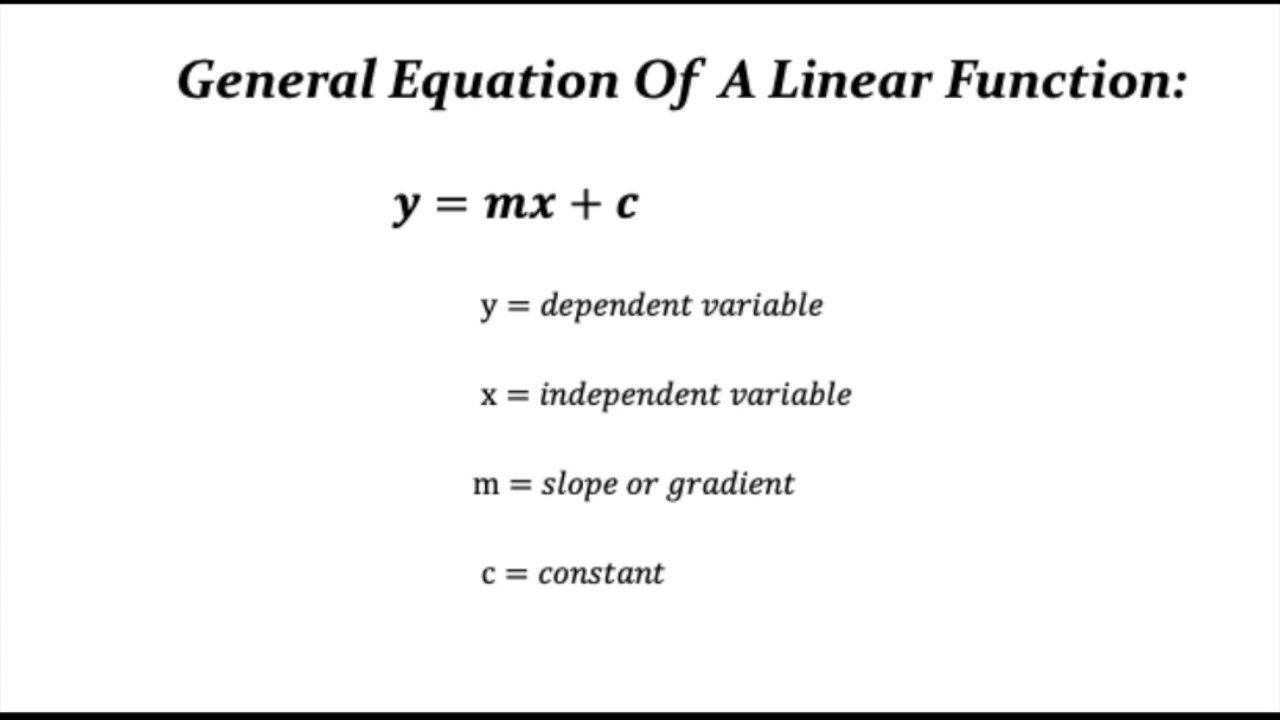 General Equation Of A Linear Function:
y = mx + c
y = dependent variable
x = independent variable
m = slope or gradient
c = constant